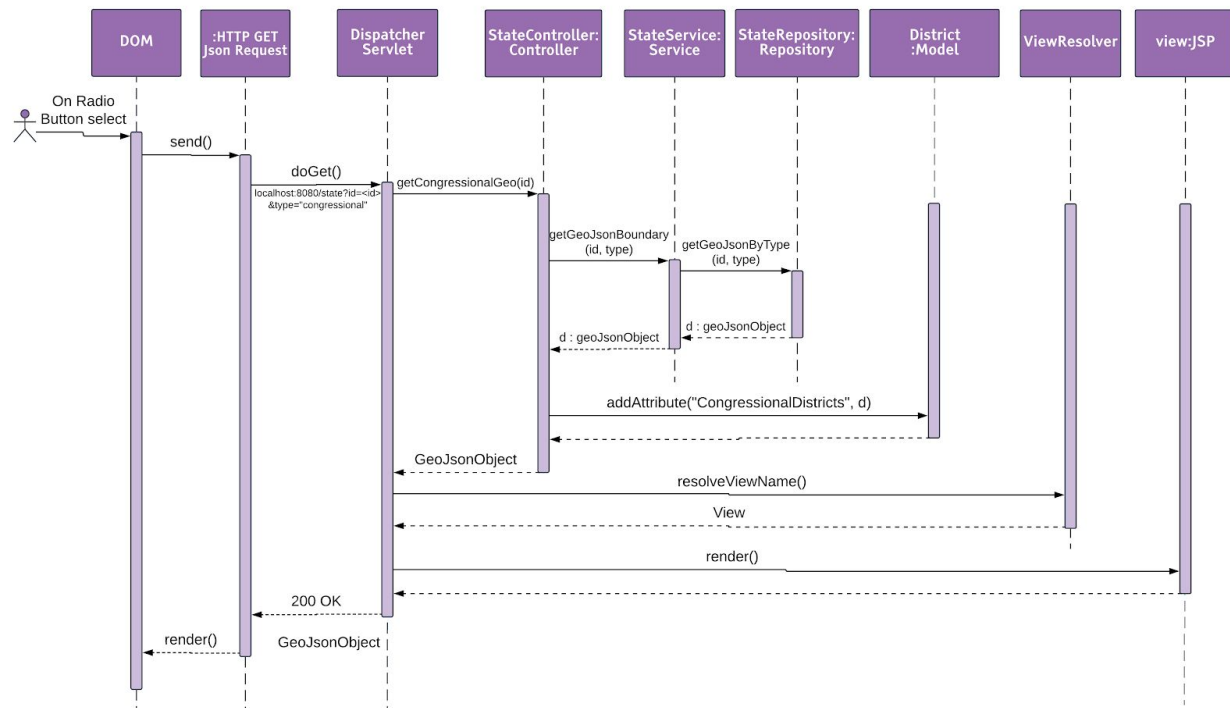 DOM
:HTTP GET
Json Request
Dispatcher
Servlet
StateController:
Controller
StateService:
Service
StateRepository:
Repository
District
:Model
ViewResolver
view:JSP
On Radio
Button select
send()
doGet()
localhost:8080/state?id=<id>
&type="congressional"
getCongressionalGeo(id)
getGeoJsonBoundary
(id, type)
getGeoJsonByType
(id, type)
d : geoJsonObject
d : geoJsonObject
addAttribute("CongressionalDistricts", d)
GeoJsonObject
resolveViewName()
View
render()
200 OK
GeoJsonObject
render()